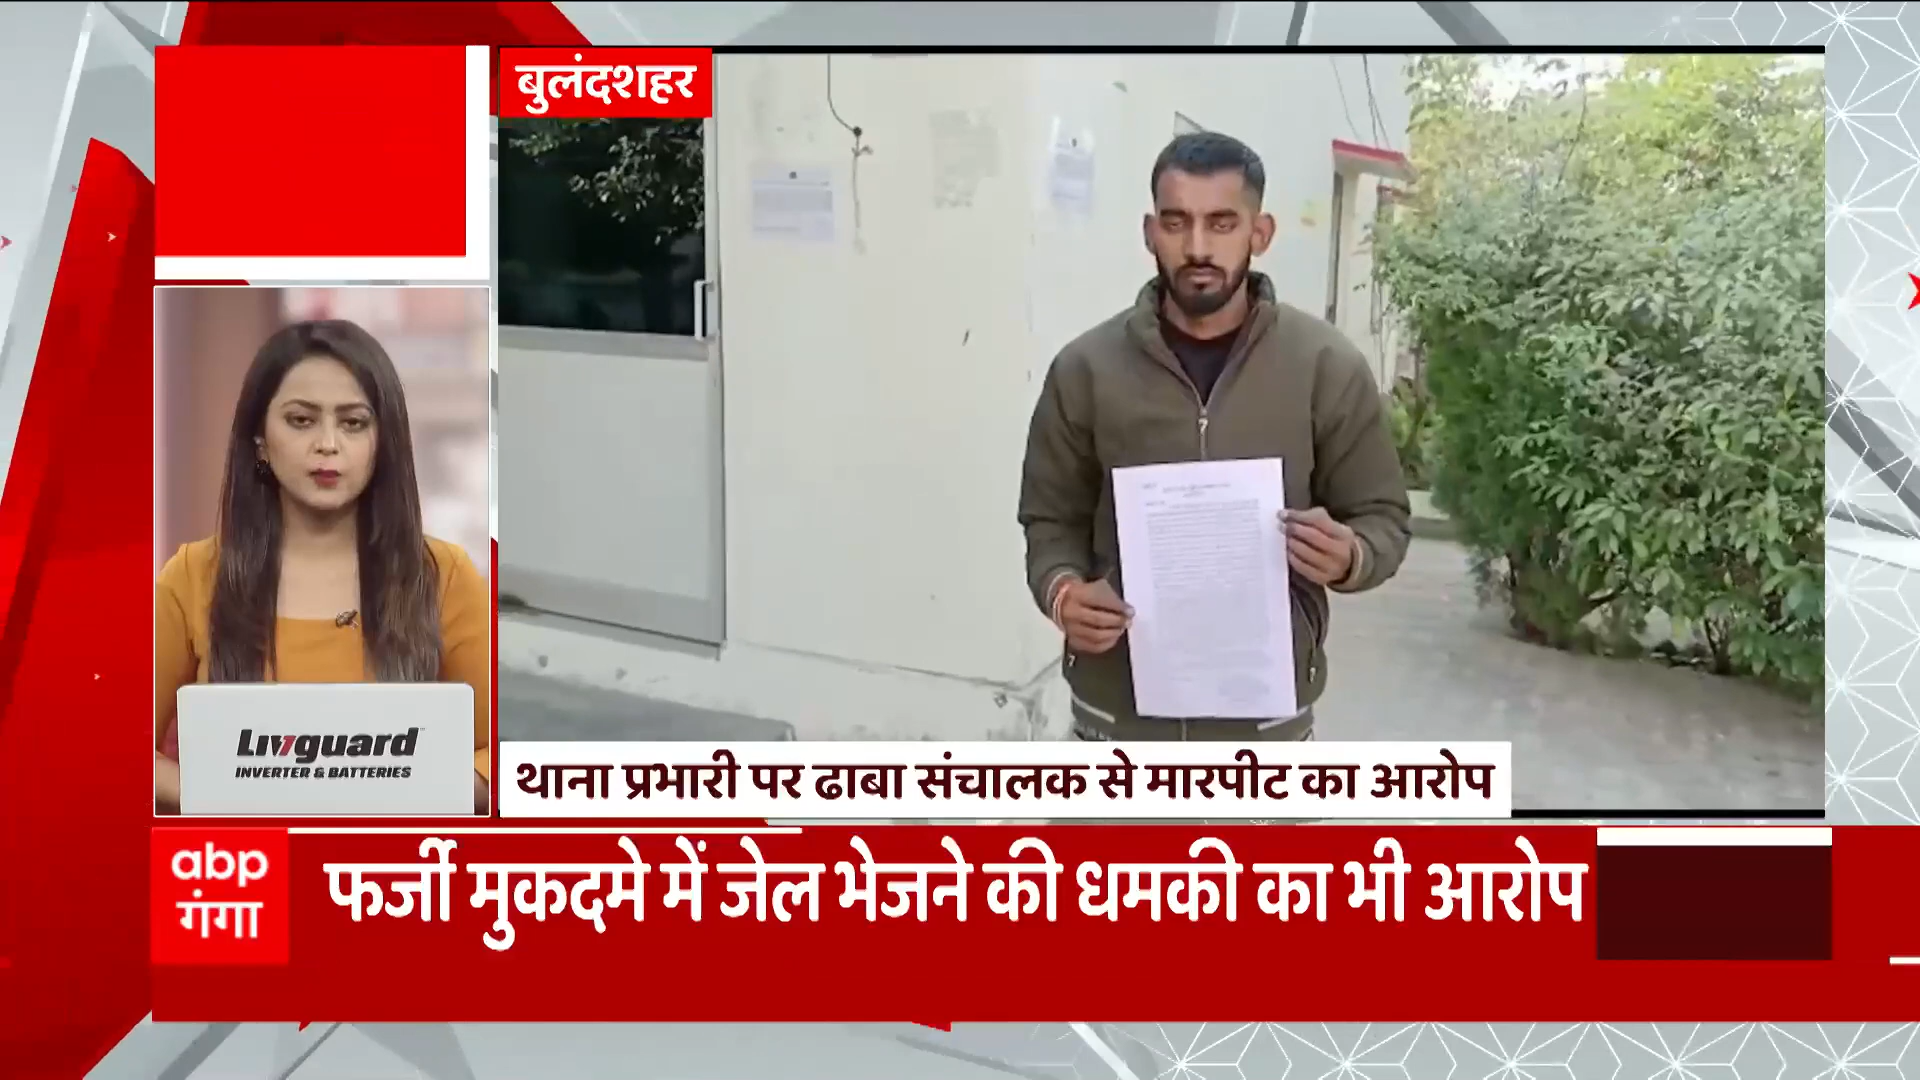 बुलंदशहर
Livguard
INVERTER & BATTERIES
थाना प्रभारी पर ढाबा संचालक से मारपीट का आरोप
abp
गंगा
फर्जी मुकदमे में जेल भेजने की धमकी का भी आरोप